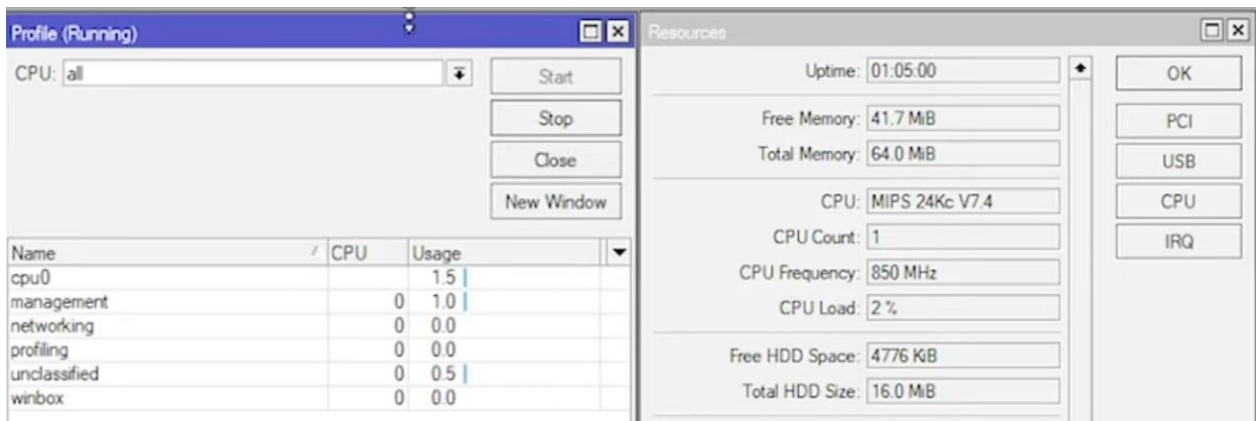 Profile (Running)
CPU: all
Start
Stop
Close
New Window
Name CPU Usage
cpu0 1.5
management 0 1.0
networking 0 0.0
profiling 0 0.0
unclassified 0 0.5
winbox 0 0.0
Resources
Uptime: 01:05:00
Free Memory: 41.7 MiB
Total Memory: 64.0 MiB
CPU: MIPS 24Kc V7.4
CPU Count: 1
CPU Frequency: 850 MHz
CPU Load: 2 %
Free HDD Space: 4776 KiB
Total HDD Size: 16.0 MiB
OK
PCI
USB
CPU
IRQ